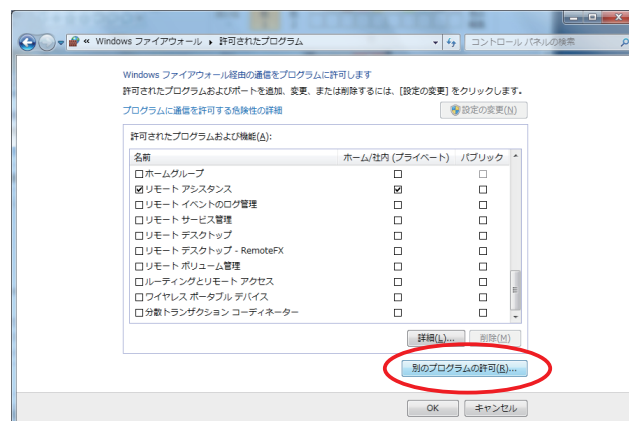 « Windows ファイアウォール ▸ 許可されたプログラム
コントロール パネルの検索
Windows ファイアウォール経由の通信をプログラムに許可します
許可されたプログラムおよびポートを追加、変更、または削除するには、[設定の変更] をクリックします。
プログラムに通信を許可する危険性の詳細
設定の変更(N)
許可されたプログラムおよび機能(A):
名前 ホーム/社内 (プライベート) パブリック
ホームグループ
リモート アシスタンス
リモート イベントのログ管理
リモート サービス管理
リモート デスクトップ
リモート デスクトップ - RemoteFX
リモート ボリューム管理
ルーティングとリモート アクセス
ワイヤレス ポータブル デバイス
分散トランザクション コーディネーター
詳細(L)... 削除(M)
別のプログラムの許可(R)...
OK キャンセル